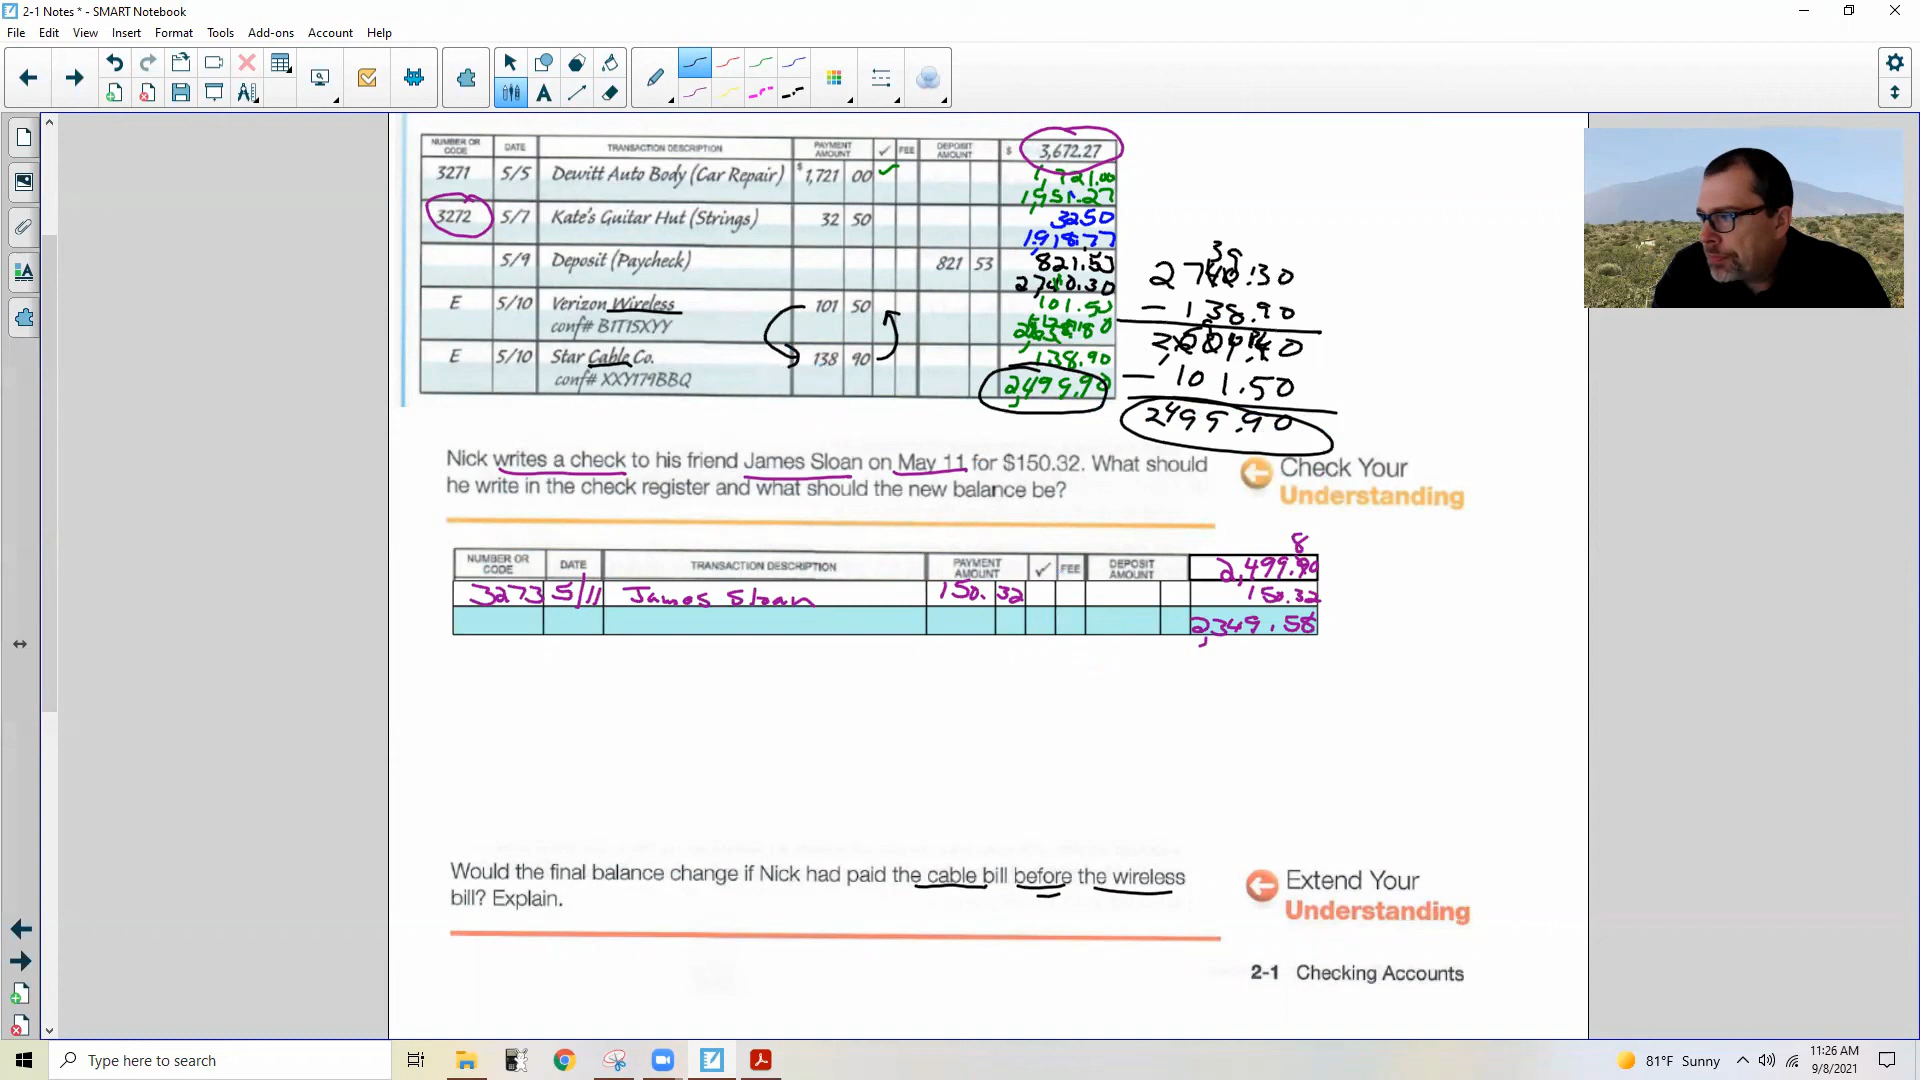 2-1 Notes * - SMART Notebook
File Edit View Insert Format Tools Add-ons Account Help
NUMBER OR CODE DATE TRANSACTION DESCRIPTION PAYMENT AMOUNT ✓ FEE DEPOSIT AMOUNT $ 3,672.27
3271 5/5 Dewitt Auto Body (Car Repair) $1,721 00 ✓ 1,721.00
1,951.27
3272 5/7 Kate's Guitar Hut (Strings) 32 50 3250
1,918.77
5/9 Deposit (Paycheck) 821 53 821.53
2740.30
E 5/10 Verizon Wireless 101 50 101.50
conf# B1T15XYY
E 5/10 Star Cable Co. 138 90 138.90
conf# XXY179BBQ 2,499.90
2740.30
- 138.90
- 101.50
2499.90
Nick writes a check to his friend James Sloan on May 11 for $150.32. What should
he write in the check register and what should the new balance be?
Check Your
Understanding
8
NUMBER OR CODE DATE TRANSACTION DESCRIPTION PAYMENT AMOUNT ✓ FEE DEPOSIT AMOUNT 2,499.90
3273 5/11 James Sloan 150. 32 150.32
2,349.58
Would the final balance change if Nick had paid the cable bill before the wireless
bill? Explain.
Extend Your
Understanding
2-1 Checking Accounts
Type here to search
81°F Sunny
11:26 AM
9/8/2021